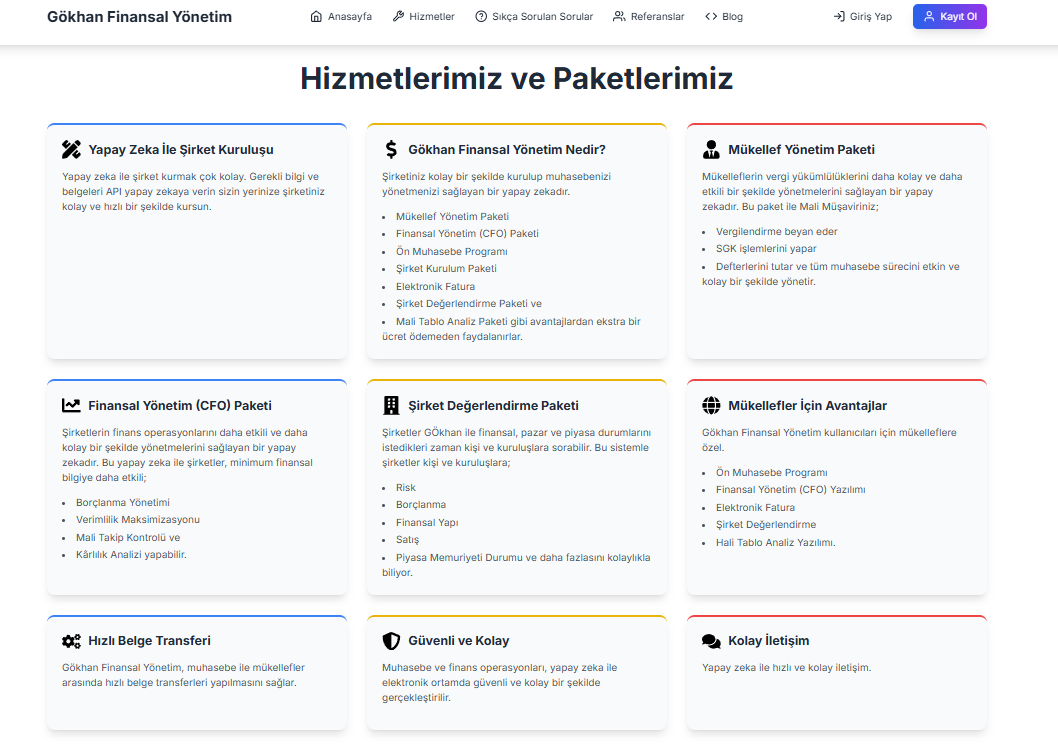 Gökhan Finansal Yönetim
Anasayfa
Hizmetler
Sıkça Sorulan Sorular
Referanslar
Blog
Giriş Yap
Kayıt Ol
Hizmetlerimiz ve Paketlerimiz
Yapay Zeka İle Şirket Kuruluşu
Yapay zeka ile şirket kurmak çok kolay. Gerekli bilgi ve
belgeleri API yapay zekaya verin sizin yerinize şirketiniz
kolay ve hızlı bir şekilde kursun.
Gökhan Finansal Yönetim Nedir?
Şirketiniz kolay bir şekilde kurulup muhasebenizi
yönetmenizi sağlayan bir yapay zekadır.
• Mükellef Yönetim Paketi
• Finansal Yönetim (CFO) Paketi
• Ön Muhasebe Programı
• Şirket Kurulum Paketi
• Elektronik Fatura
• Şirket Değerlendirme Paketi ve
• Mali Tablo Analiz Paketi gibi avantajlardan ekstra bir
ücret ödemeden faydalanırlar.
Mükellef Yönetim Paketi
Mükelleflerin vergi yükümlülüklerini daha kolay ve daha
etkili bir şekilde yönetmelerini sağlayan bir yapay
zekadır. Bu paket ile Mali Müşaviriniz;
• Vergilendirme beyan eder
• SGK işlemlerini yapar
• Defterlerini tutar ve tüm muhasebe sürecini etkin ve
kolay bir şekilde yönetir.
Finansal Yönetim (CFO) Paketi
Şirketlerin finans operasyonlarını daha etkili ve daha
kolay bir şekilde yönetmelerini sağlayan bir yapay
zekadır. Bu yapay zeka ile şirketler, minimum finansal
bilgiye daha etkili;
• Borçlanma Yönetimi
• Verimlilik Maksimizasyonu
• Mali Takip Kontrolü ve
• Kârlılık Analizi yapabilir.
Şirket Değerlendirme Paketi
Şirketler GÖkhan ile finansal, pazar ve piyasa durumlarını
istedikleri zaman kişi ve kuruluşlara sorabilir. Bu sistemle
şirketler kişi ve kuruluşlara;
• Risk
• Borçlanma
• Finansal Yapı
• Satış
• Piyasa Memuriyeti Durumu ve daha fazlasını kolaylıkla
biliyor.
Mükellefler İçin Avantajlar
Gökhan Finansal Yönetim kullanıcıları için mükelleflere
özel.
• Ön Muhasebe Programı
• Finansal Yönetim (CFO) Yazılımı
• Elektronik Fatura
• Şirket Değerlendirme
• Hali Tablo Analiz Yazılımı.
Hızlı Belge Transferi
Gökhan Finansal Yönetim, muhasebe ile mükellefler
arasında hızlı belge transferleri yapılmasını sağlar.
Güvenli ve Kolay
Muhasebe ve finans operasyonları, yapay zeka ile
elektronik ortamda güvenli ve kolay bir şekilde
gerçekleştirilir.
Kolay İletişim
Yapay zeka ile hızlı ve kolay iletişim.